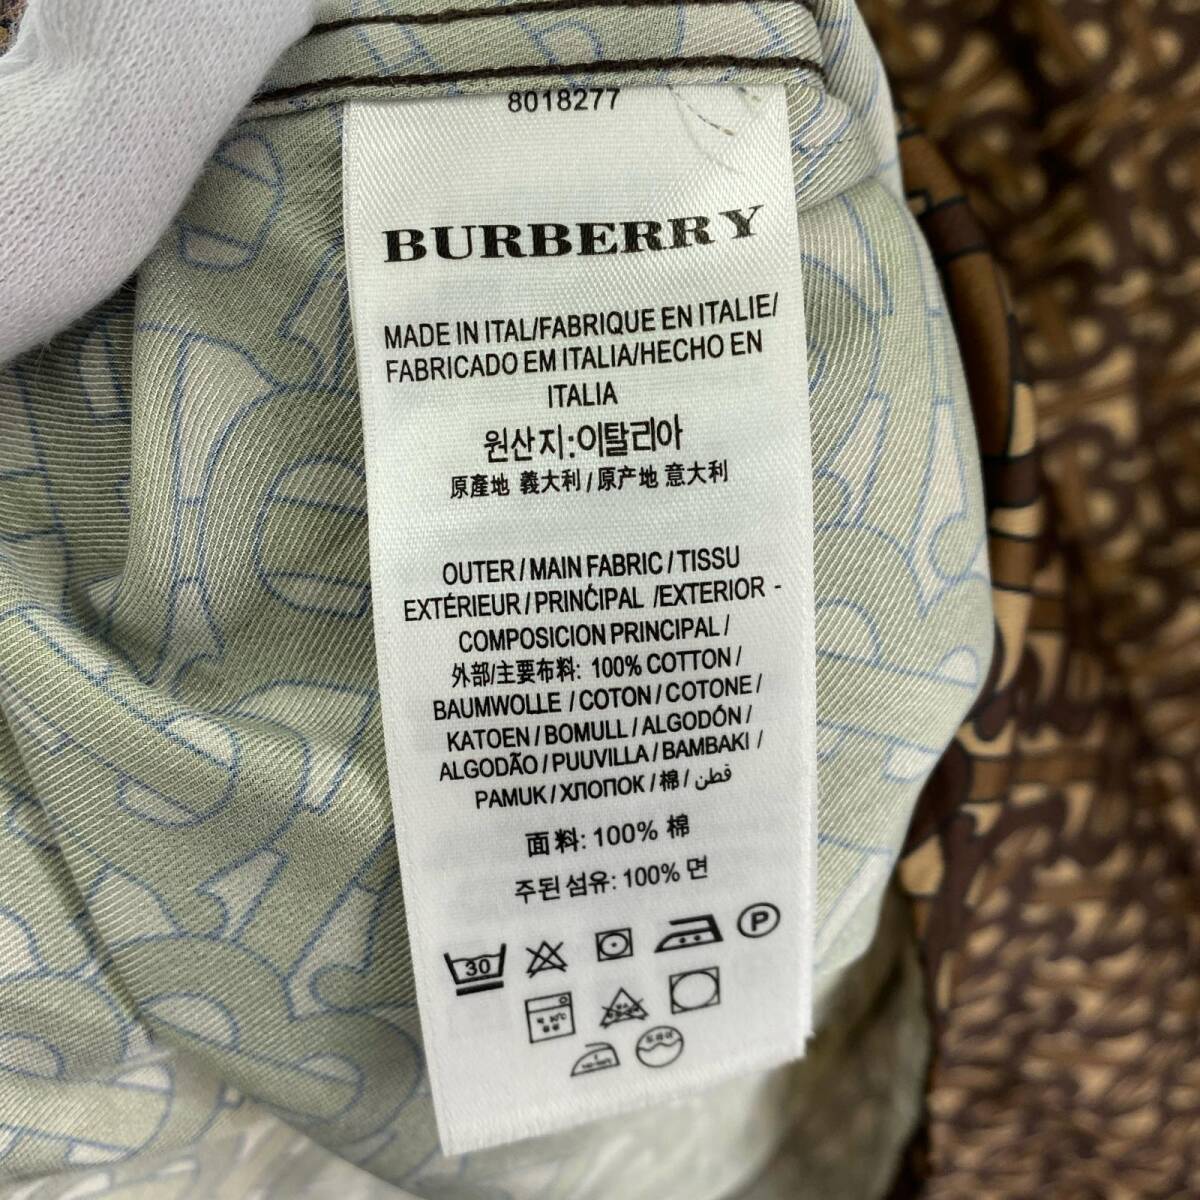 8018277
BURBERRY
MADE IN ITAL/FABRIQUE EN ITALIE/
FABRICADO EM ITALIA/HECHO EN
ITALIA
원산지:이탈리아
原產地 義大利 / 原产地 意大利
OUTER / MAIN FABRIC / TISSU
EXTÉRIEUR / PRINĆIPAL /EXTERIOR -
COMPOSICION PRINCIPAL /
外部/主要布料: 100% COTTON /
BAUMWOLLE / COTON / COTONE /
KATOEN / BOMULL / ALGODÓN /
ALGODÃO / PUUVILLA / BAMBAKI /
PAMUK / ХЛОПОК / 棉 / قطن
面料: 100% 棉
주된 섬유: 100% 면
30
P